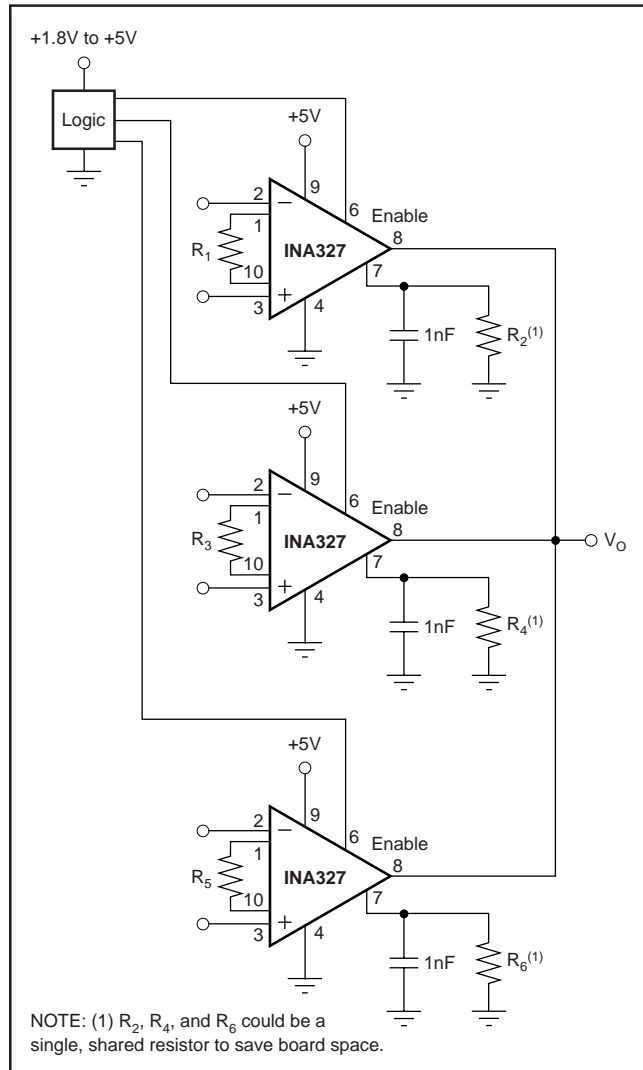 +1.8V to +5V
Logic
+5V
9
2
6
Enable
−
1
8
R1
INA327
7
10
+
3
4
1nF
R2(1)
+5V
9
2
6
Enable
−
1
8
R3
INA327
VO
7
10
+
3
4
1nF
R4(1)
+5V
9
2
6
Enable
−
1
8
R5
INA327
7
10
+
3
4
1nF
R6(1)
NOTE: (1) R2, R4, and R6 could be a
single, shared resistor to save board space.